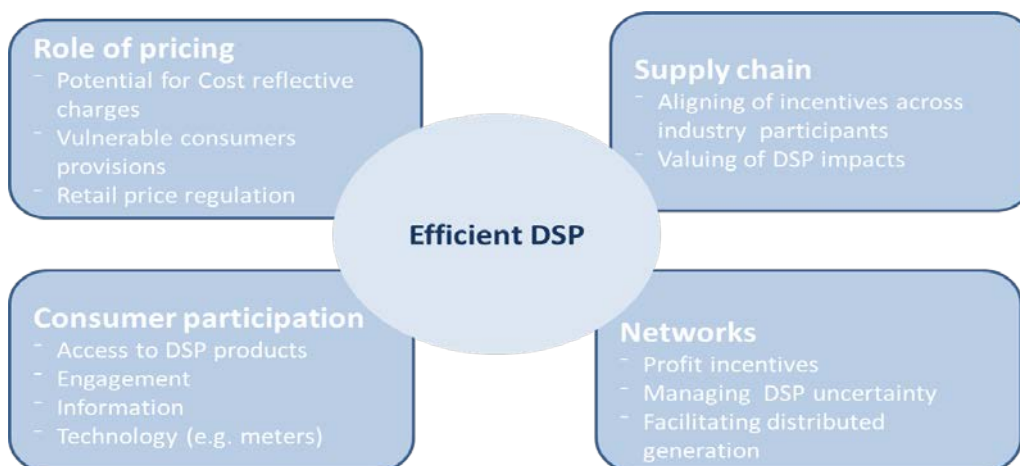 Role of pricing
- Potential for Cost reflective
charges
- Vulnerable consumers
provisions
- Retail price regulation
Supply chain
- Aligning of incentives across
industry participants
- Valuing of DSP impacts
Efficient DSP
Consumer participation
- Access to DSP products
- Engagement
- Information
- Technology (e.g. meters)
Networks
- Profit incentives
- Managing DSP uncertainty
- Facilitating distributed
generation